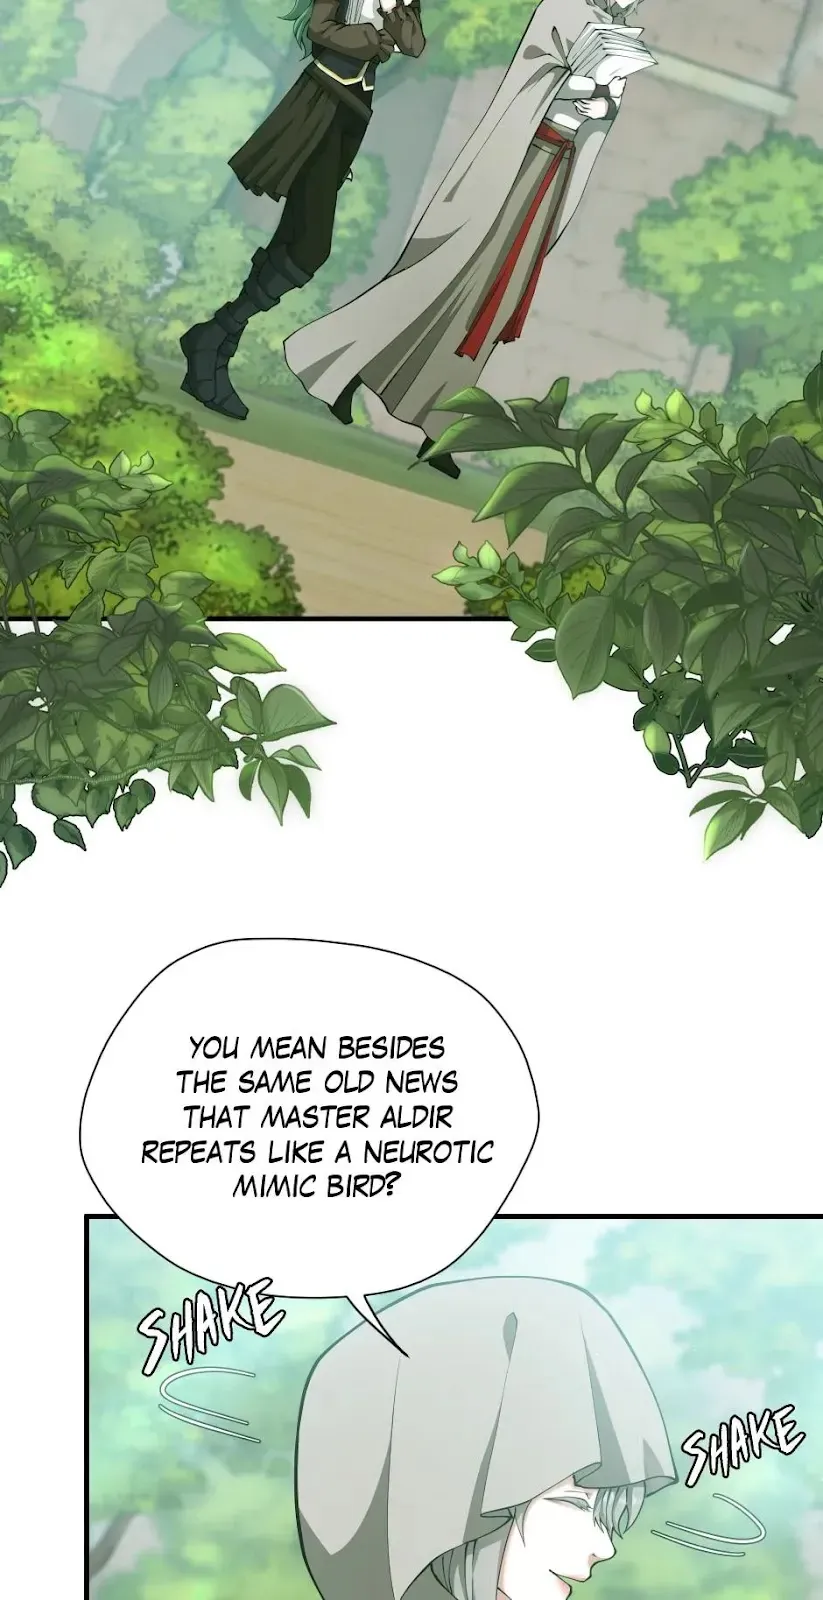 YOU MEAN BESIDES
THE SAME OLD NEWS
THAT MASTER ALDIR
REPEATS LIKE A NEUROTIC
MIMIC BIRD?
SHAKE
SHAKE